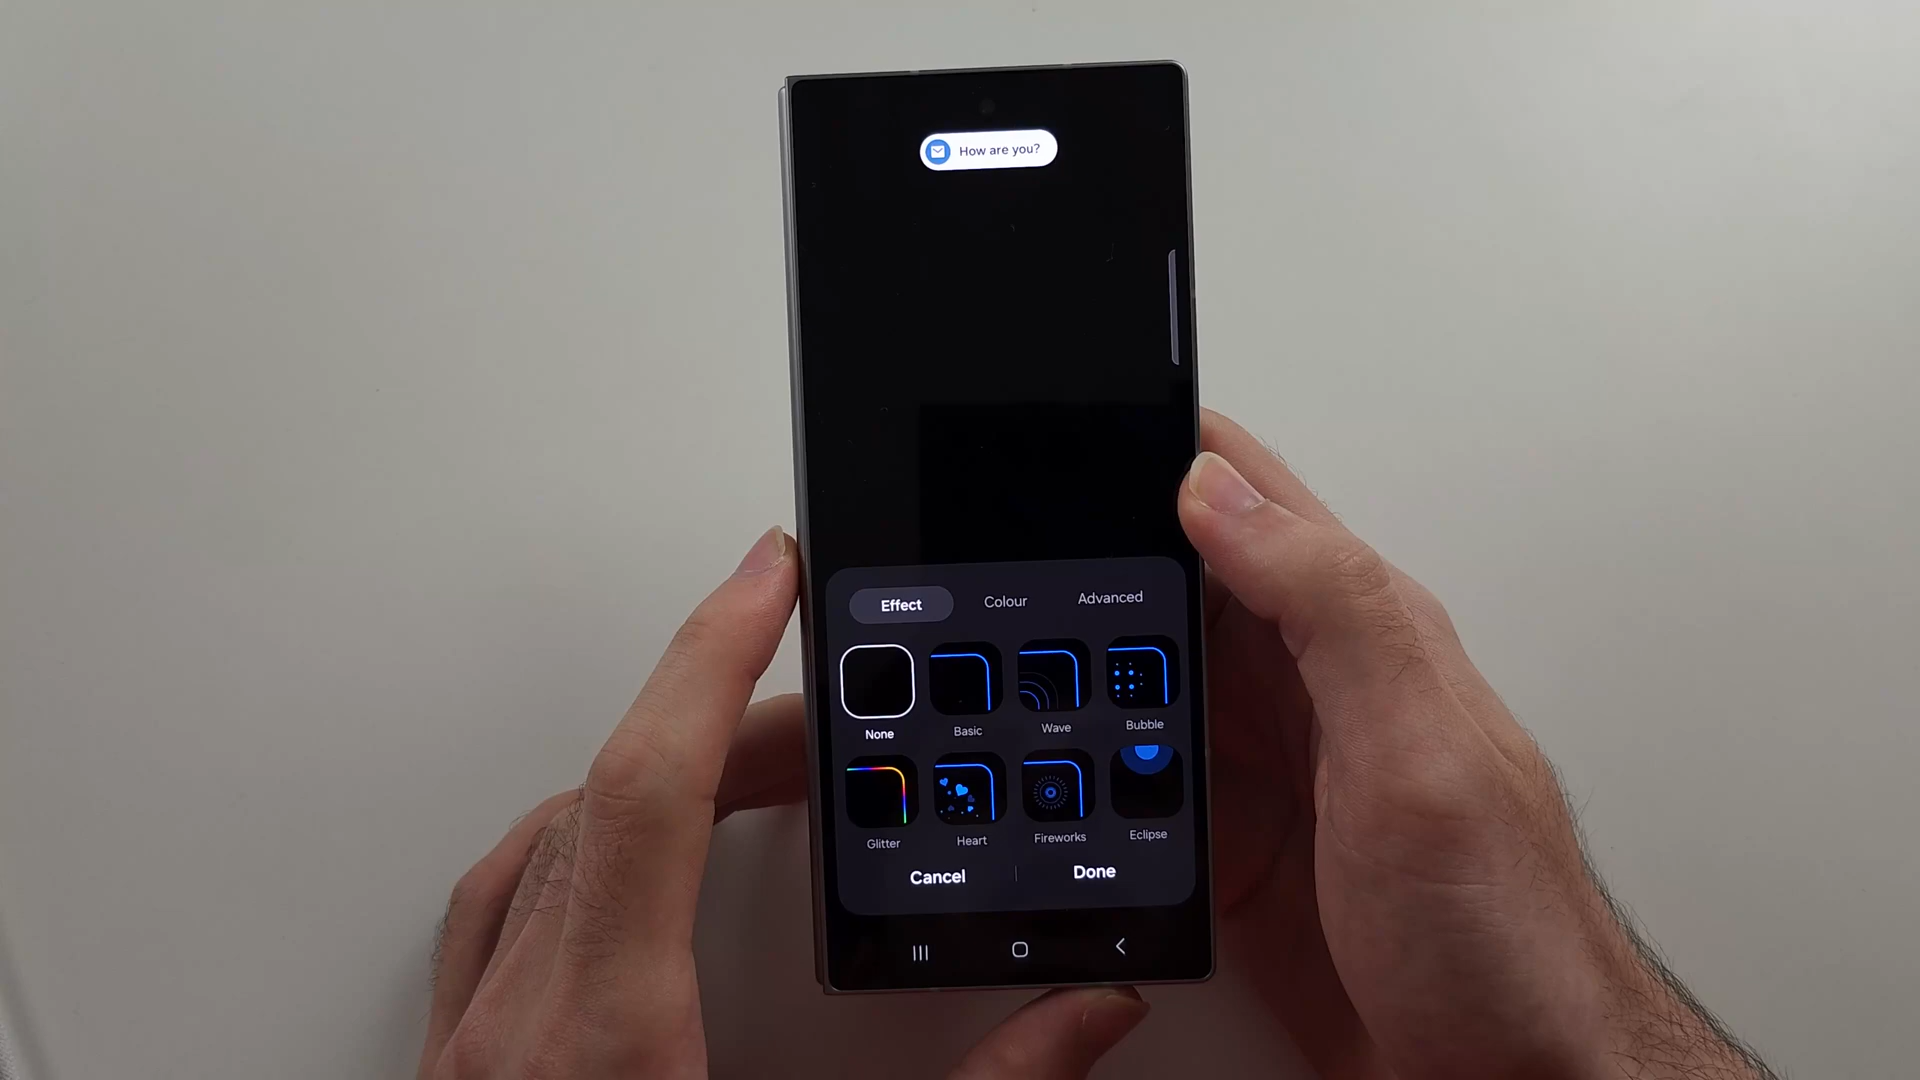 How are you?
Effect Colour Advanced
None Basic Wave Bubble
Glitter Heart Fireworks Eclipse
Cancel Done